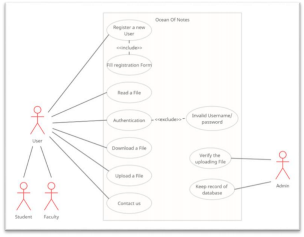 Ocean Of Notes
Register a new
User
<<include>>
Fill registration Form
Read a File
Authentication
<<exclude>>
Invalid Username/
password
User
Download a File
Verify the
uploading File
Admin
Upload a File
Keep record of
database
Student
Faculty
Contact us